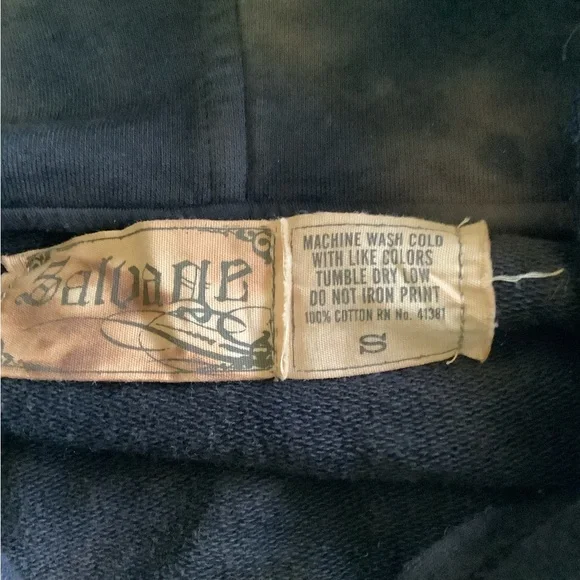 Salvage
MACHINE WASH COLD
WITH LIKE COLORS
TUMBLE DRY LOW
DO NOT IRON PRINT
100% COTTON RN No. 41381
S